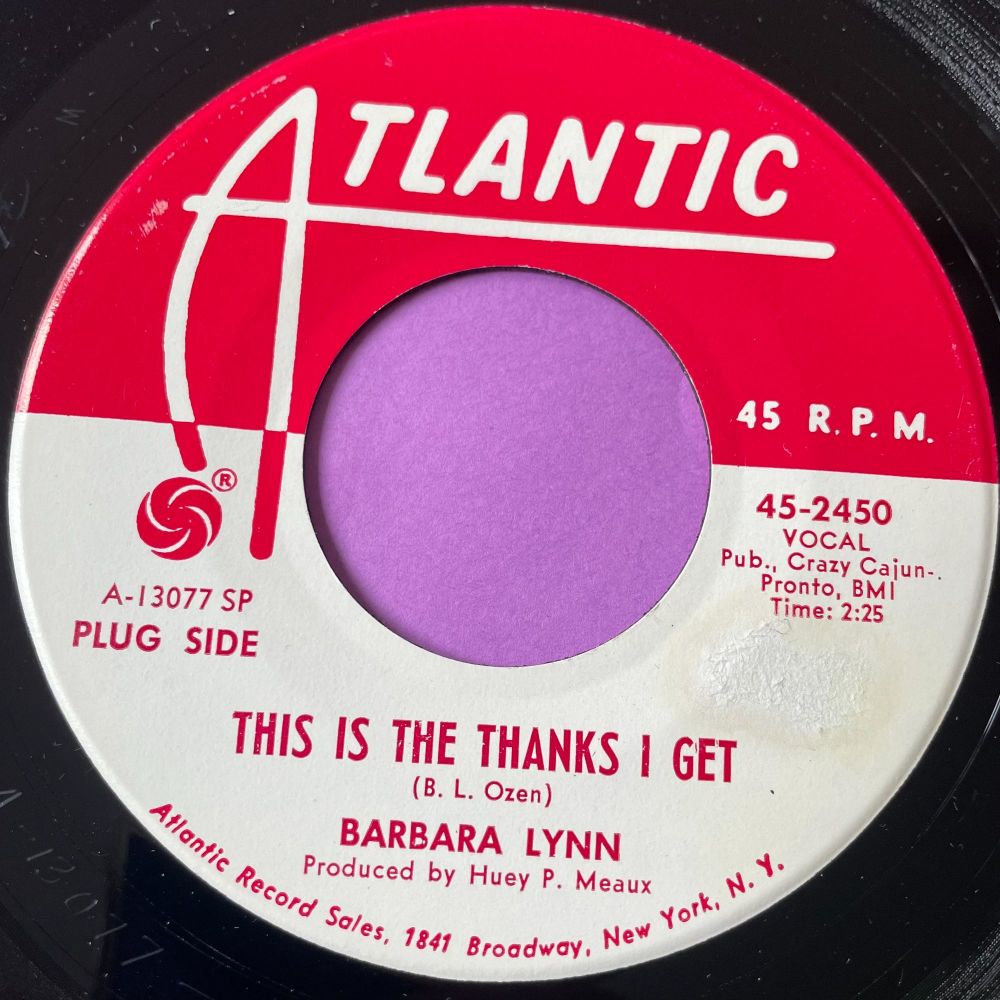 ATLANTIC
45 R.P.M.
®
45-2450
VOCAL
Pub., Crazy Cajun-
Pronto, BMI
Time: 2:25
A-13077 SP
PLUG SIDE
THIS IS THE THANKS I GET
(B. L. Ozen)
BARBARA LYNN
Produced by Huey P. Meaux
Atlantic Record Sales, 1841 Broadway, New York, N. Y.